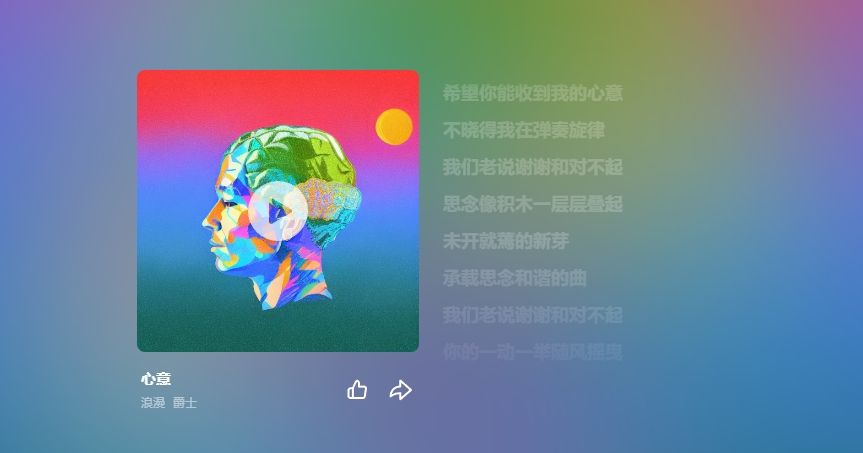 希望你能收到我的心意
不晓得我在弹奏旋律
我们老说谢谢和对不起
思念像积木一层层叠起
未开就蔫的新芽
承载思念和谐的曲
我们老说谢谢和对不起
你的一动一举随风摇曳
心意
浪漫 爵士